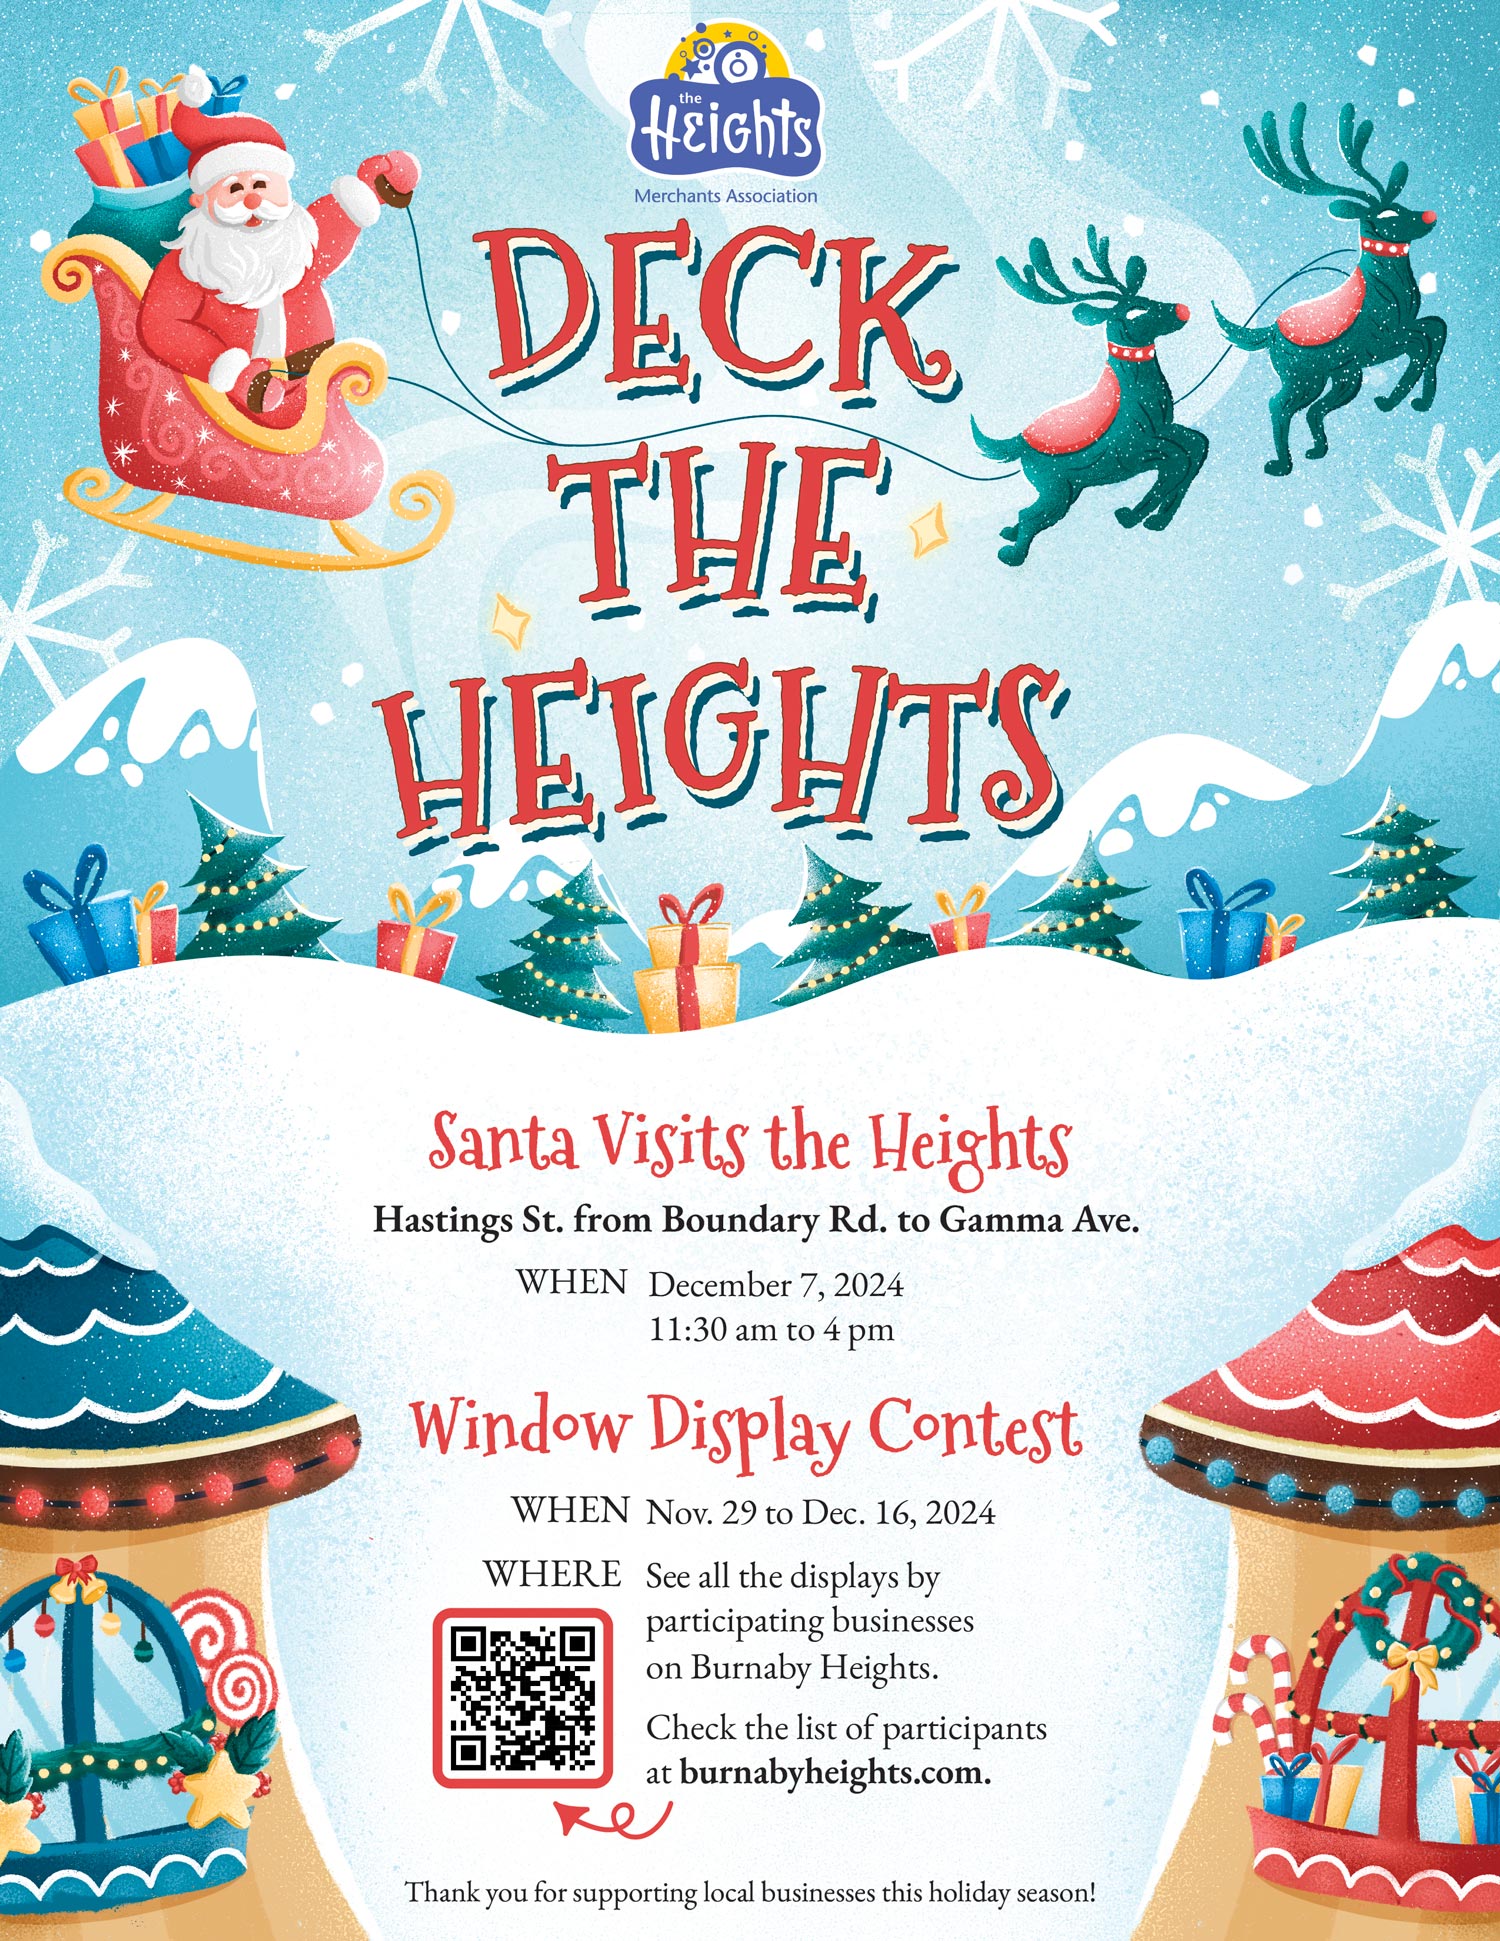 the
Heights
Merchants Association
DECK
THE
HEIGHTS
Santa Visits the Heights
Hastings St. from Boundary Rd. to Gamma Ave.
WHEN December 7, 2024
11:30 am to 4 pm
Window Display Contest
WHEN Nov. 29 to Dec. 16, 2024
WHERE See all the displays by
participating businesses
on Burnaby Heights.
Check the list of participants
at burnabyheights.com.
Thank you for supporting local businesses this holiday season!